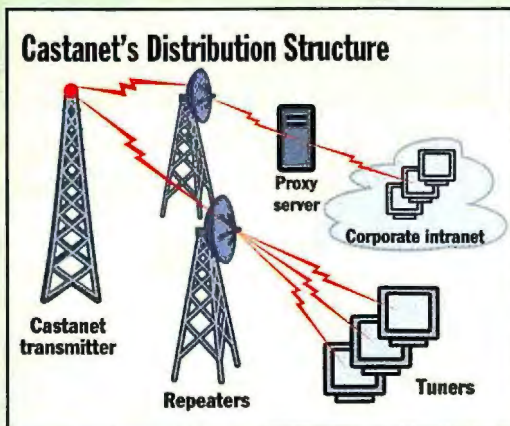 Castanet's Distribution Structure
Proxy
server
Corporate intranet
Castanet
transmitter
Repeaters
Tuners